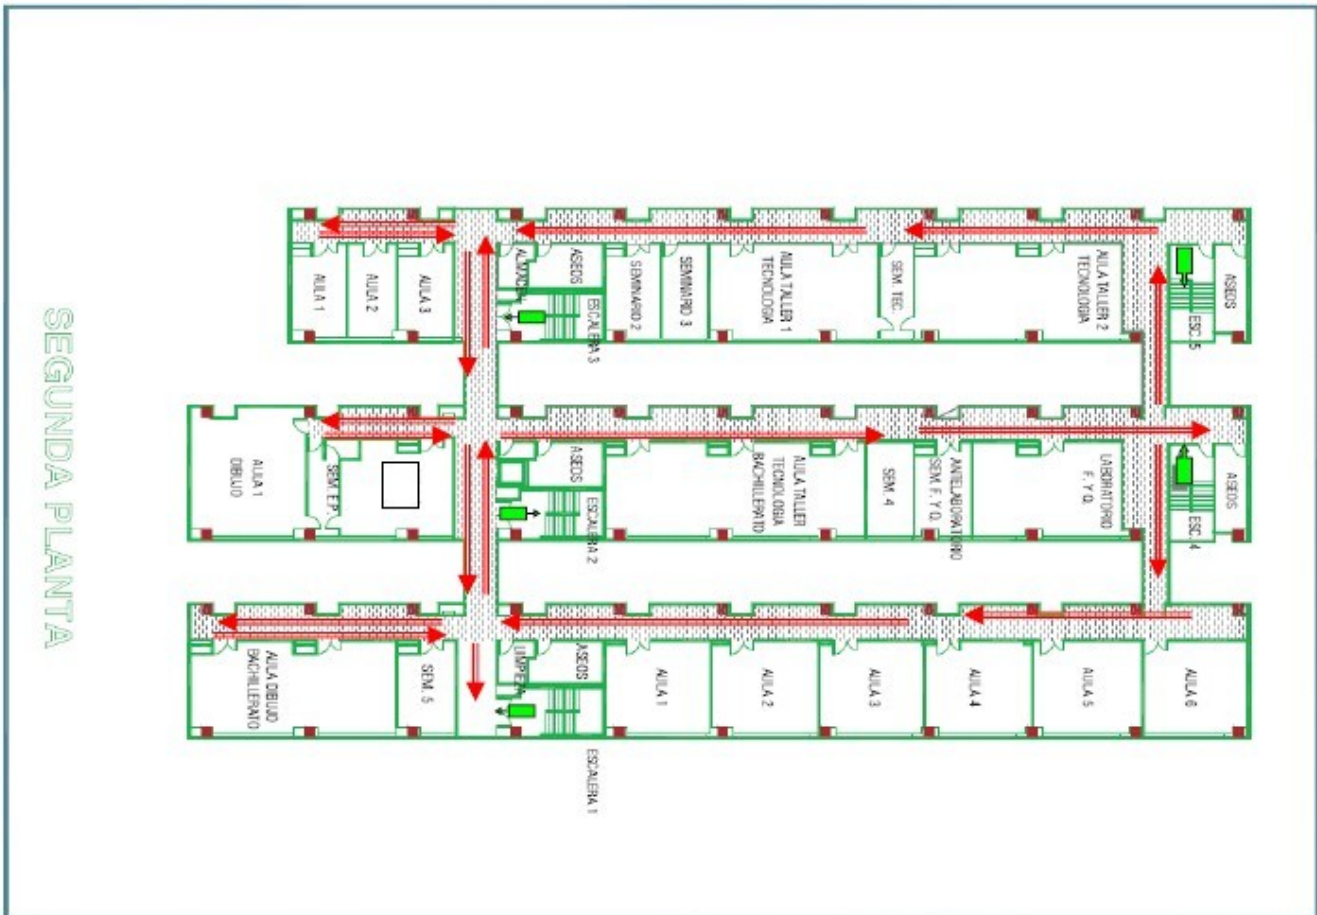 SEGUNDA PLANTA
AULA 1
AULA 2
AULA 3
ALMACEN
ASEOS
ESCALERA 3
SEMINARIO 2
SEMINARIO 3
AULA TALLER 1
TECNOLOGIA
SEM. TEC.
AULA TALLER 2
TECNOLOGIA
ESC. 5
ASEOS
AULA 1
DIBUJO
SEM. E.P.
ASEOS
ESCALERA 2
AULA TALLER
TECNOLOGIA
BACHILLERATO
SEM. 4
ANTELABORATORIO
SEM. F. Y Q.
LABORATORIO
F. Y Q.
ESC. 4
ASEOS
AULA DIBUJO
BACHILLERATO
SEM. 5
LIMPIEZA
ASEOS
ESCALERA 1
AULA 1
AULA 2
AULA 3
AULA 4
AULA 5
AULA 6